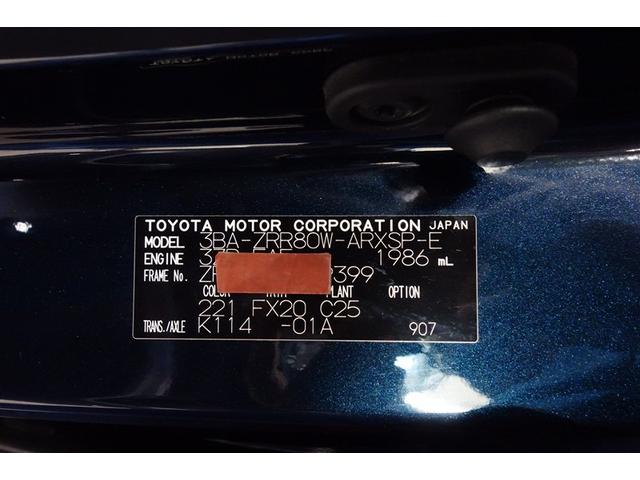 TOYOTA MOTOR CORPORATION JAPAN
MODEL 3BA-ZRR80W-ARXSP-E
ENGINE 1986 mL
FRAME No. 399
COLOR PLANT OPTION
221 FX20 C25
TRANS./AXLE K114 -01A 907